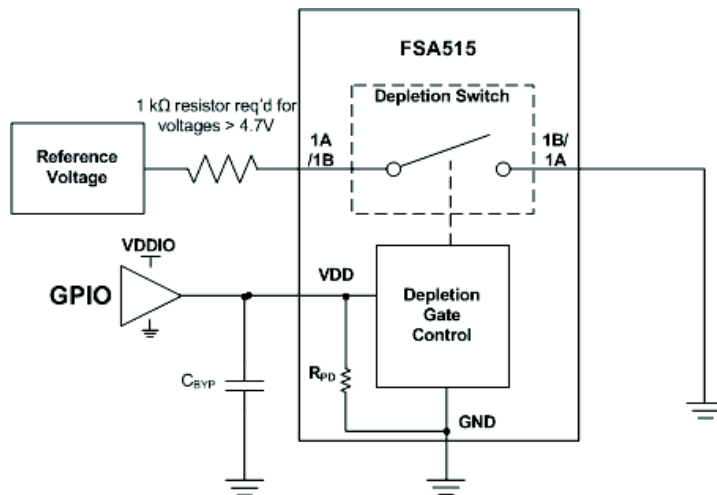 FSA515
Depletion Switch
1 kΩ resistor req'd for
voltages > 4.7V
Reference
Voltage
1A
/1B
1B/
1A
VDDIO
GPIO
VDD
Depletion
Gate
Control
CBYP
RPD
GND